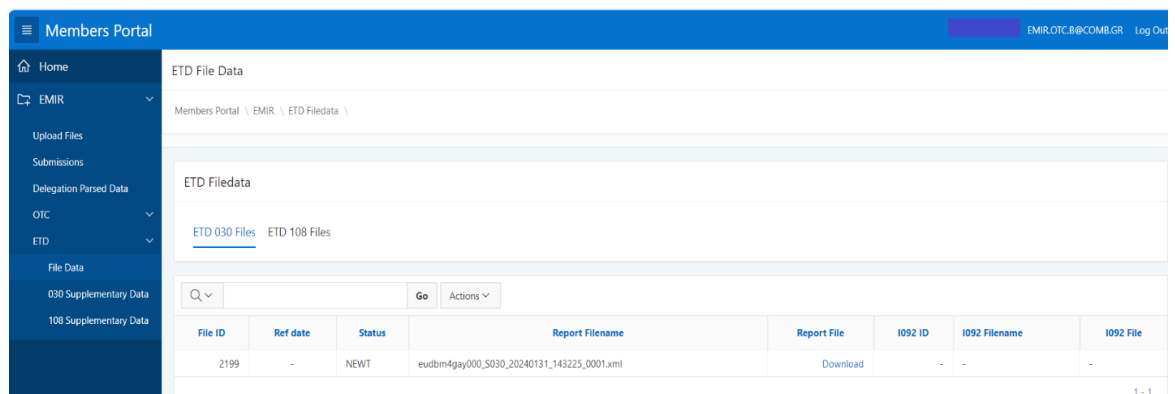 Members Portal
EMIR.OTC.B@COMB.GR Log Out
Home
EMIR
Upload Files
Submissions
Delegation Parsed Data
OTC
ETD
File Data
030 Supplementary Data
108 Supplementary Data
ETD File Data
Members Portal \ EMIR \ ETD Filedata \
ETD Filedata
ETD 030 Files ETD 108 Files
Go Actions
File ID Ref date Status Report Filename Report File I092 ID I092 Filename I092 File
2199 - NEWT eudbm4gay000_S030_20240131_143225_0001.xml Download - - -
1 - 1